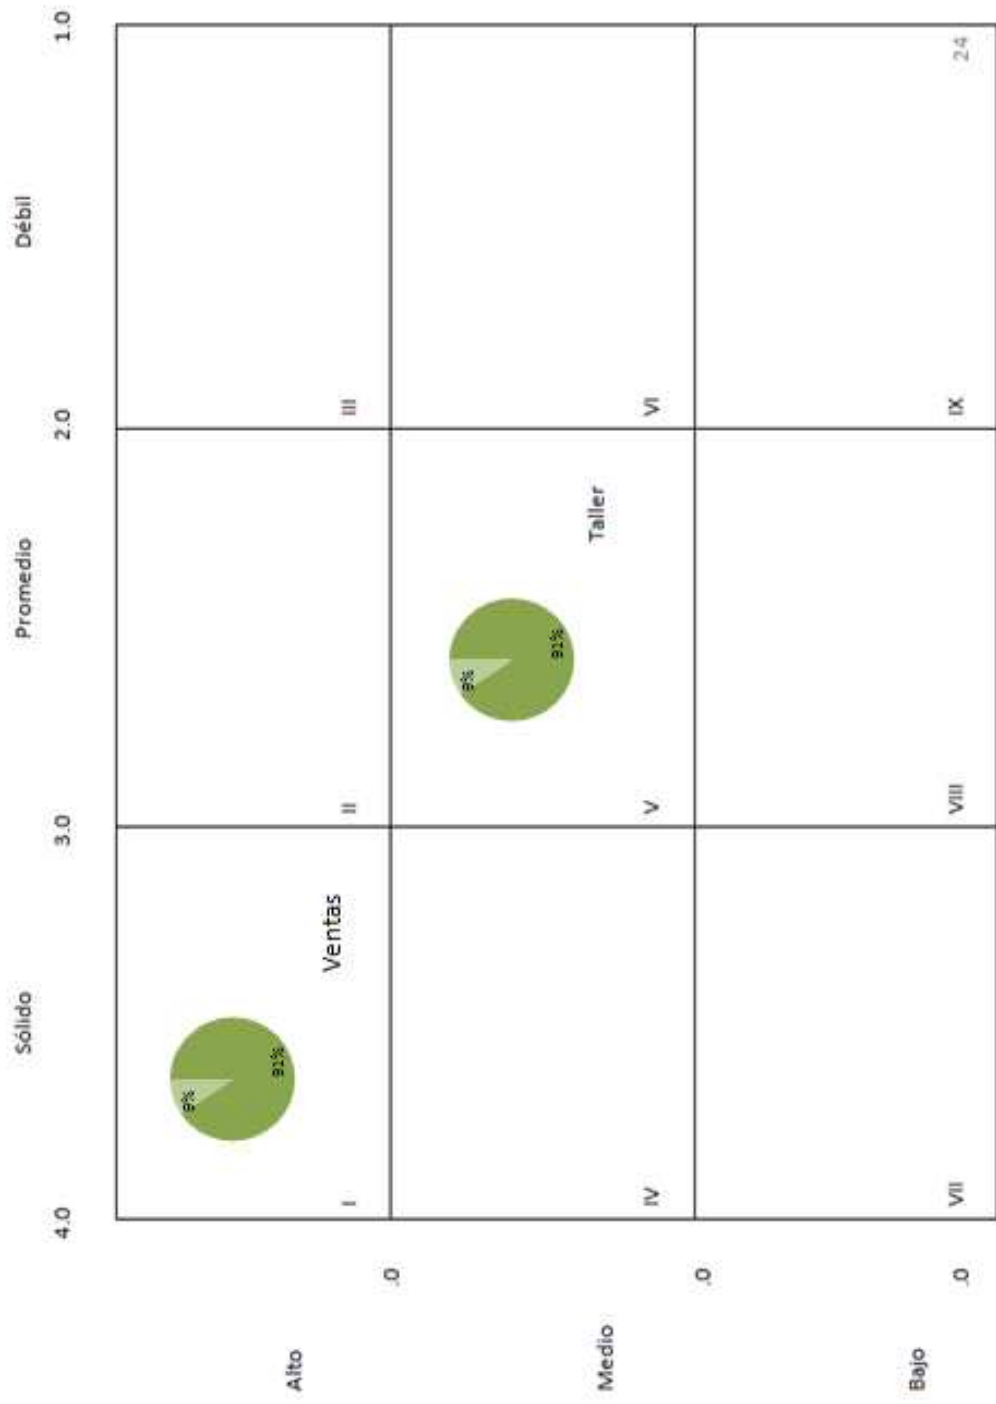 Sólido Promedio Débil
4.0 3.0 2.0 1.0
Alto
9%
91%
Ventas
I II III
.0
Medio
9%
91%
Taller
IV V VI
.0
Bajo
VII VIII IX
.0
24